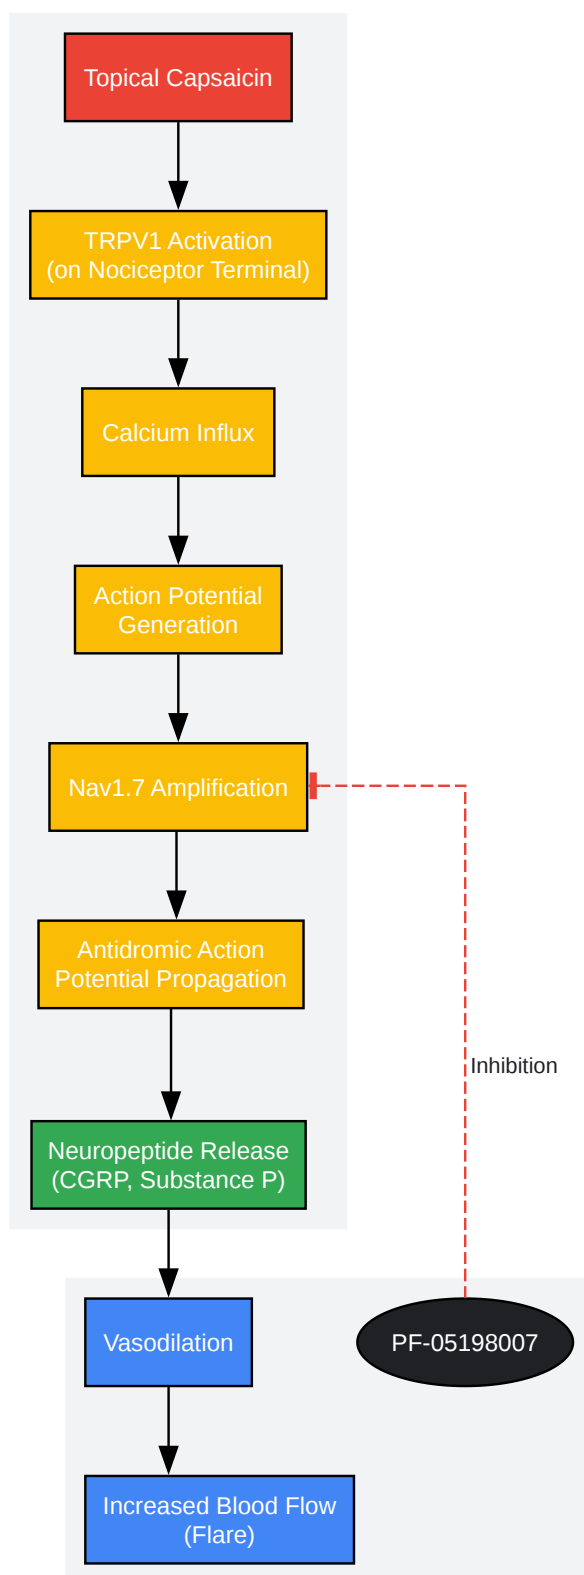 Topical Capsaicin
TRPV1 Activation
(on Nociceptor Terminal)
Calcium Influx
Action Potential
Generation
Nav1.7 Amplification
Antidromic Action
Potential Propagation
Inhibition
Neuropeptide Release
(CGRP, Substance P)
Vasodilation
PF-05198007
Increased Blood Flow
(Flare)